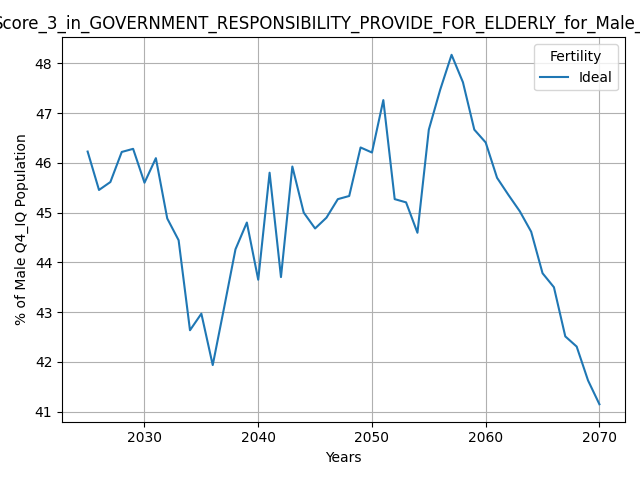 Score_3_in_GOVERNMENT_RESPONSIBILITY_PROVIDE_FOR_ELDERLY_for_Male_
Fertility
Ideal
% of Male Q4_IQ Population
48
47
46
45
44
43
42
41
2030
2040
2050
2060
2070
Years